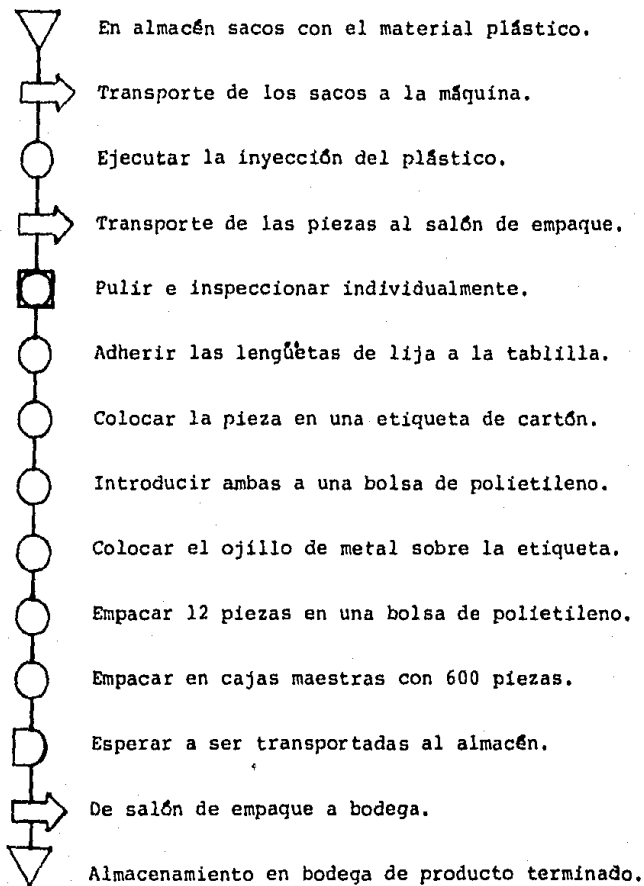 En almacén sacos con el material plástico.
Transporte de los sacos a la máquina.
Ejecutar la inyección del plástico.
Transporte de las piezas al salón de empaque.
Pulir e inspeccionar individualmente.
Adherir las lengüetas de lija a la tablilla.
Colocar la pieza en una etiqueta de cartón.
Introducir ambas a una bolsa de polietileno.
Colocar el ojillo de metal sobre la etiqueta.
Empacar 12 piezas en una bolsa de polietileno.
Empacar en cajas maestras con 600 piezas.
Esperar a ser transportadas al almacén.
De salón de empaque a bodega.
Almacenamiento en bodega de producto terminado.